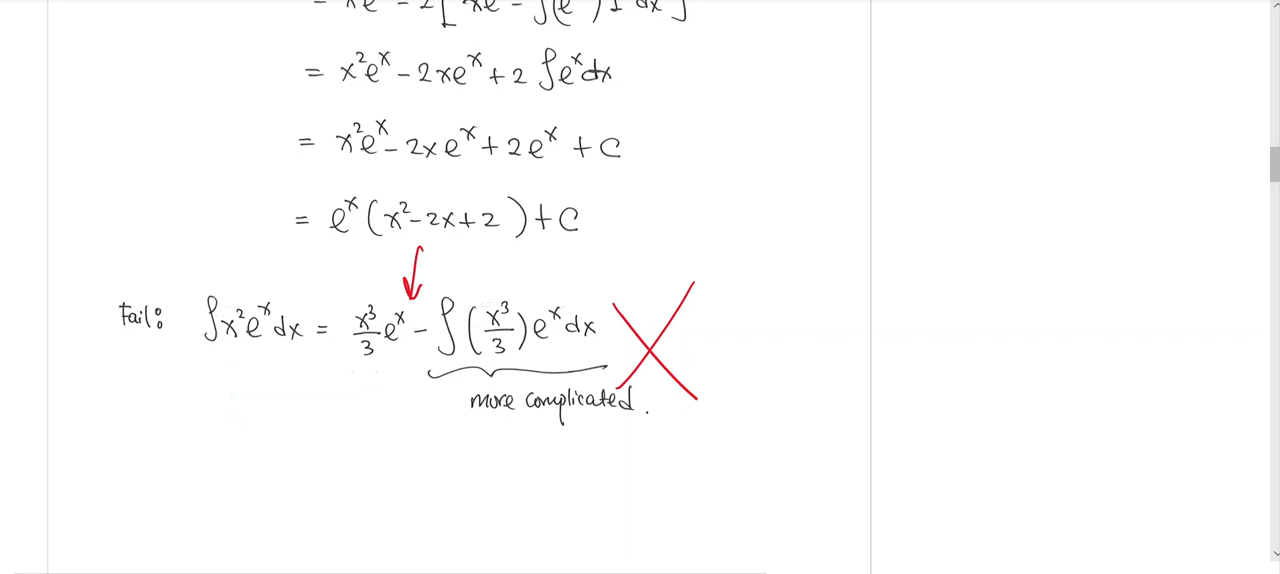 = x²eˣ - 2xeˣ + 2 ∫eˣdx
= x²eˣ - 2xeˣ + 2eˣ + C
= eˣ(x² - 2x + 2) + C
Fail: ∫x²eˣdx = x³/3 eˣ - ∫(x³/3)eˣdx
more complicated.